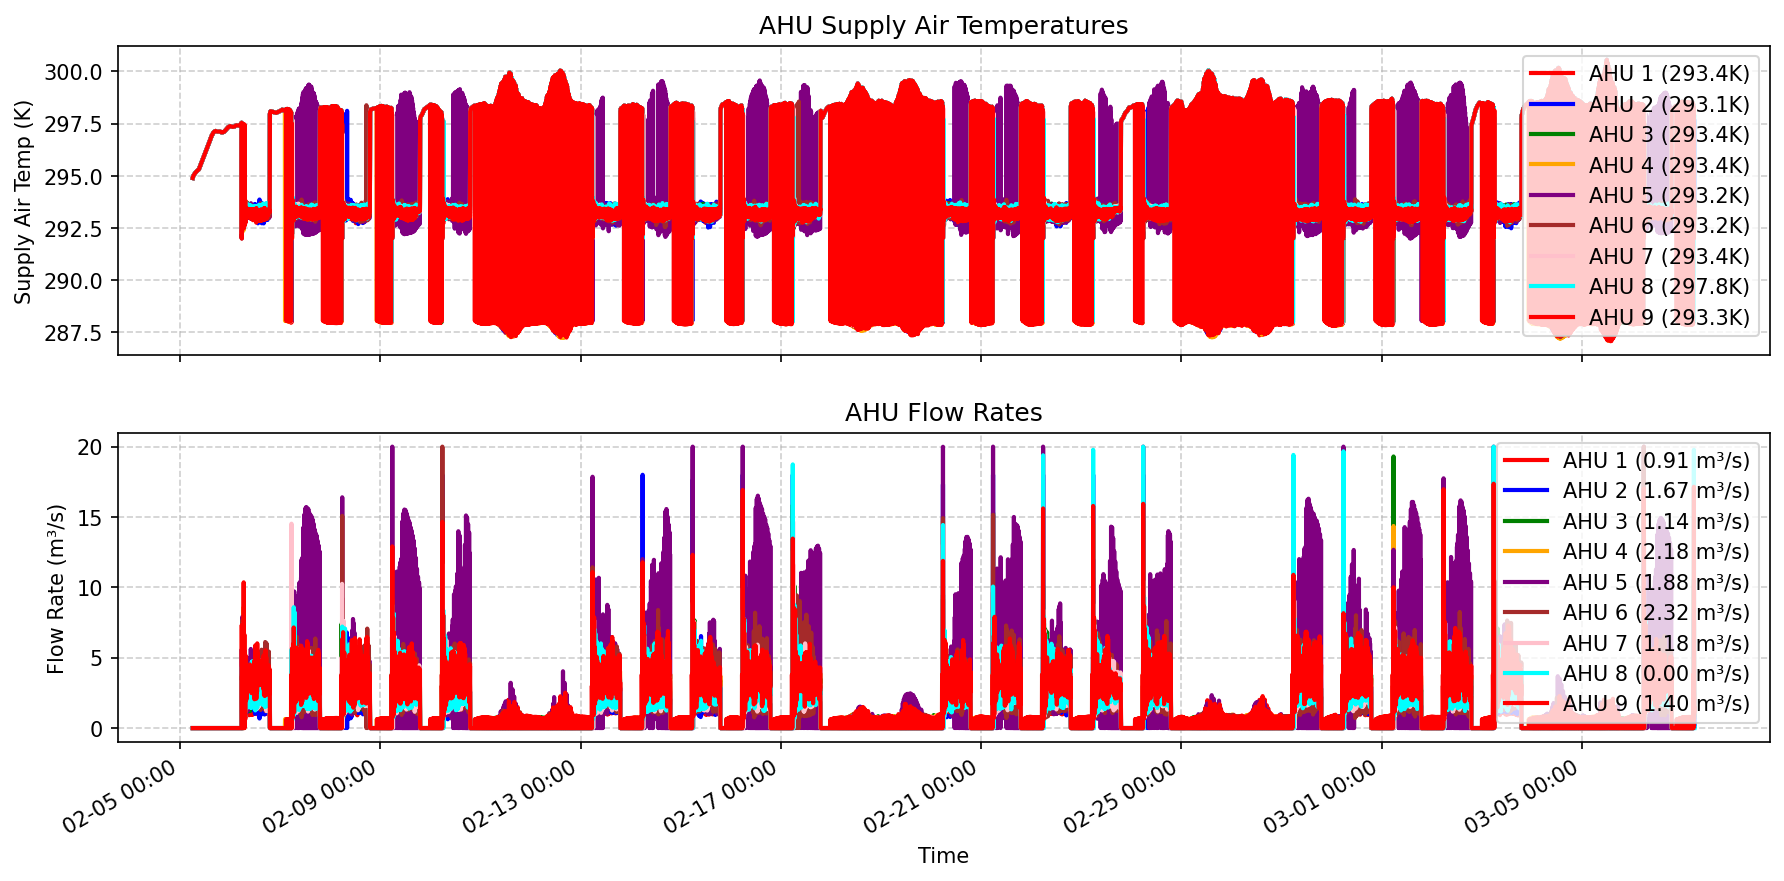 AHU Supply Air Temperatures
Supply Air Temp (K)
300.0
297.5
295.0
292.5
290.0
287.5
AHU 1 (293.4K)
AHU 2 (293.1K)
AHU 3 (293.4K)
AHU 4 (293.4K)
AHU 5 (293.2K)
AHU 6 (293.2K)
AHU 7 (293.4K)
AHU 8 (297.8K)
AHU 9 (293.3K)
AHU Flow Rates
Flow Rate (m³/s)
20
15
10
5
0
AHU 1 (0.91 m³/s)
AHU 2 (1.67 m³/s)
AHU 3 (1.14 m³/s)
AHU 4 (2.18 m³/s)
AHU 5 (1.88 m³/s)
AHU 6 (2.32 m³/s)
AHU 7 (1.18 m³/s)
AHU 8 (0.00 m³/s)
AHU 9 (1.40 m³/s)
02-05 00:00
02-09 00:00
02-13 00:00
02-17 00:00
02-21 00:00
02-25 00:00
03-01 00:00
03-05 00:00
Time